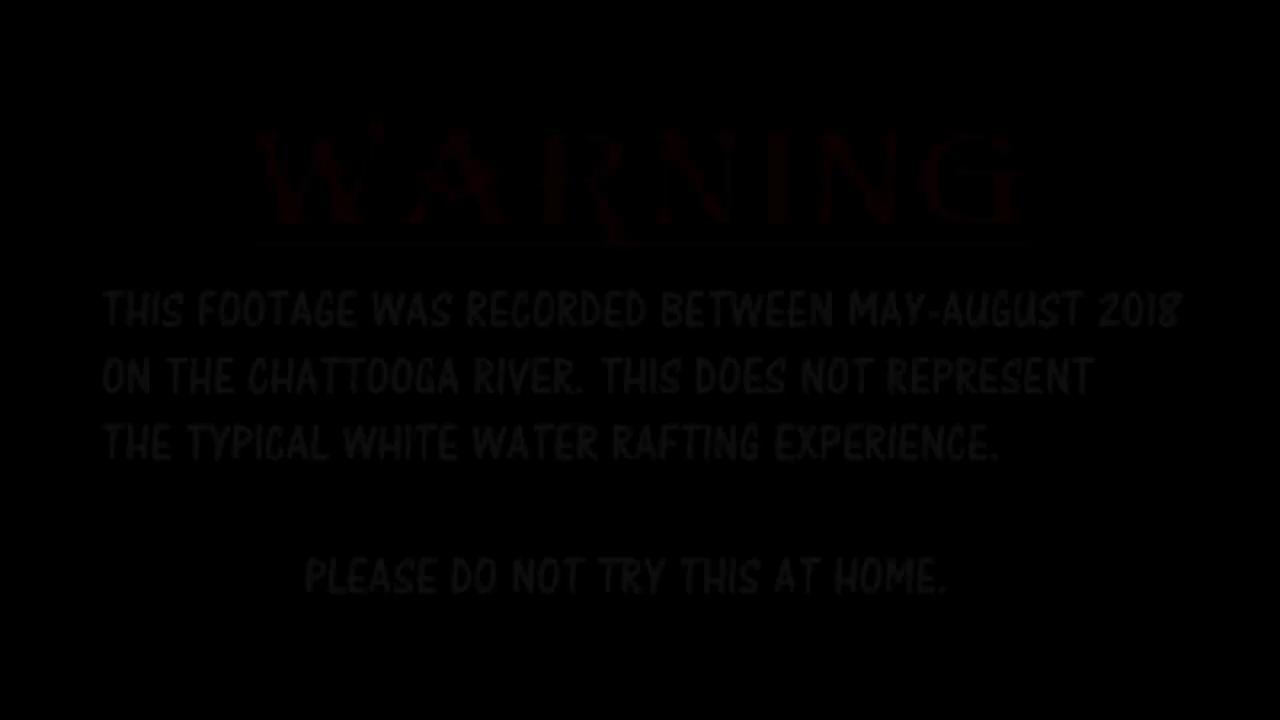 WARNING
THIS FOOTAGE WAS RECORDED BETWEEN MAY-AUGUST 2018
ON THE CHATTOOGA RIVER. THIS DOES NOT REPRESENT
THE TYPICAL WHITE WATER RAFTING EXPERIENCE.
PLEASE DO NOT TRY THIS AT HOME.